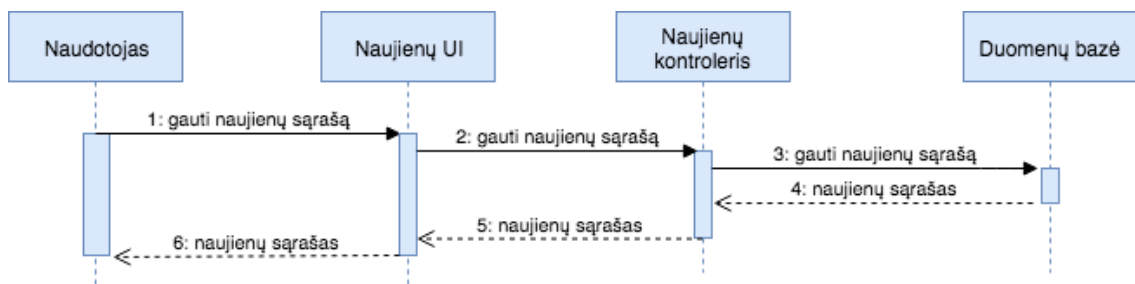 Naudotojas
Naujienų UI
Naujienų
kontroleris
Duomenų bazė
1: gauti naujienų sąrašą
2: gauti naujienų sąrašą
3: gauti naujienų sąrašą
4: naujienų sąrašas
5: naujienų sąrašas
6: naujienų sąrašas